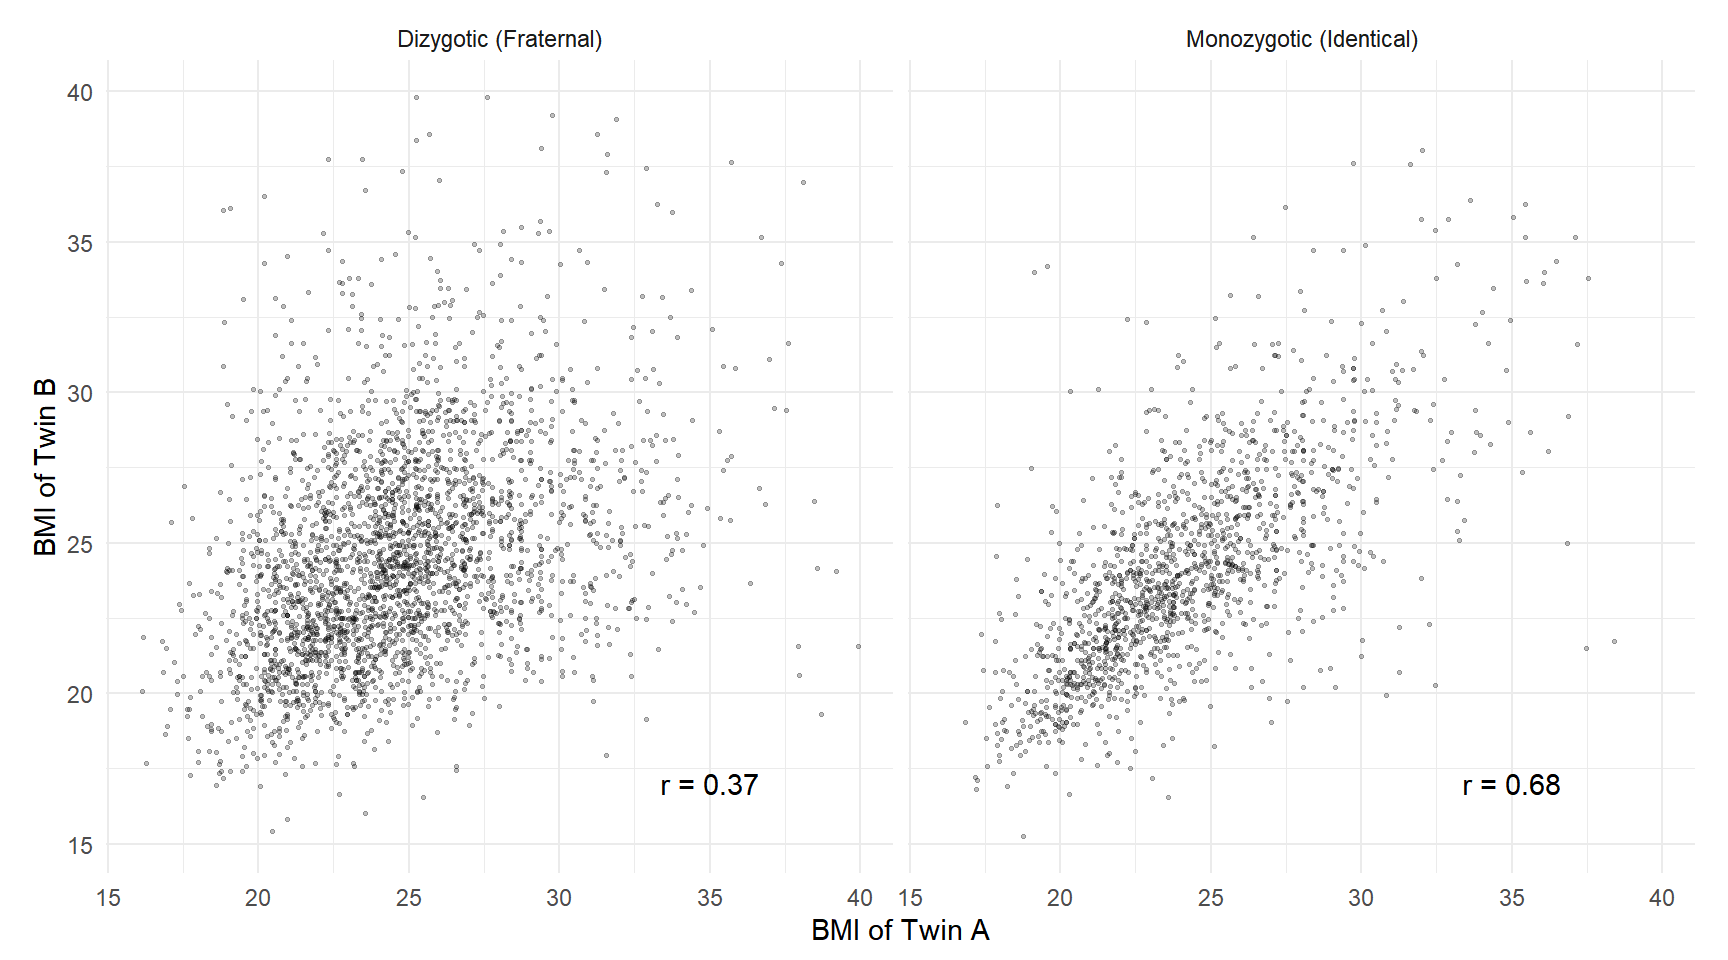 Dizygotic (Fraternal)
Monozygotic (Identical)
40
35
30
25
20
15
BMI of Twin B
r = 0.37
r = 0.68
15 20 25 30 35 40
15 20 25 30 35 40
BMI of Twin A